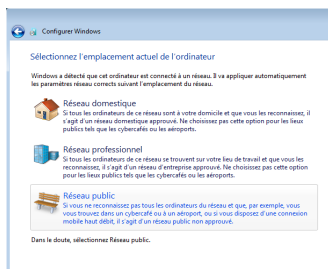 Configurer Windows
Sélectionnez l'emplacement actuel de l'ordinateur
Windows a détecté que cet ordinateur est connecté à un réseau. Il va appliquer automatiquement
les paramètres réseau corrects suivant l'emplacement du réseau.
Réseau domestique
Si tous les ordinateurs de ce réseau sont à votre domicile et que vous les reconnaissez, il
s'agit d'un réseau domestique approuvé. Ne choisissez pas cette option pour les lieux
publics tels que les cybercafés ou les aéroports.
Réseau professionnel
Si tous les ordinateurs de ce réseau se trouvent sur votre lieu de travail et que vous les
reconnaissez, il s'agit d'un réseau d'entreprise approuvé. Ne choisissez pas cette option
pour les lieux publics tels que les cybercafés ou les aéroports.
Réseau public
Si vous ne reconnaissez pas tous les ordinateurs du réseau et que, par exemple, vous
vous trouvez dans un cybercafé ou à un aéroport, ou si vous disposez d'une connexion
mobile haut débit, il s'agit d'un réseau public non approuvé.
Dans le doute, sélectionnez Réseau public.